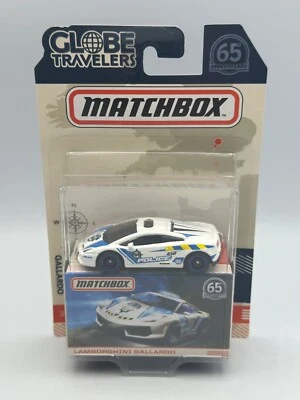 GLOBE
TRAVELERS
65
MATCHBOX
N
W
GALLARDO
POLICE
MATCHBOX
65
LAMBORGHINI GALLARDO